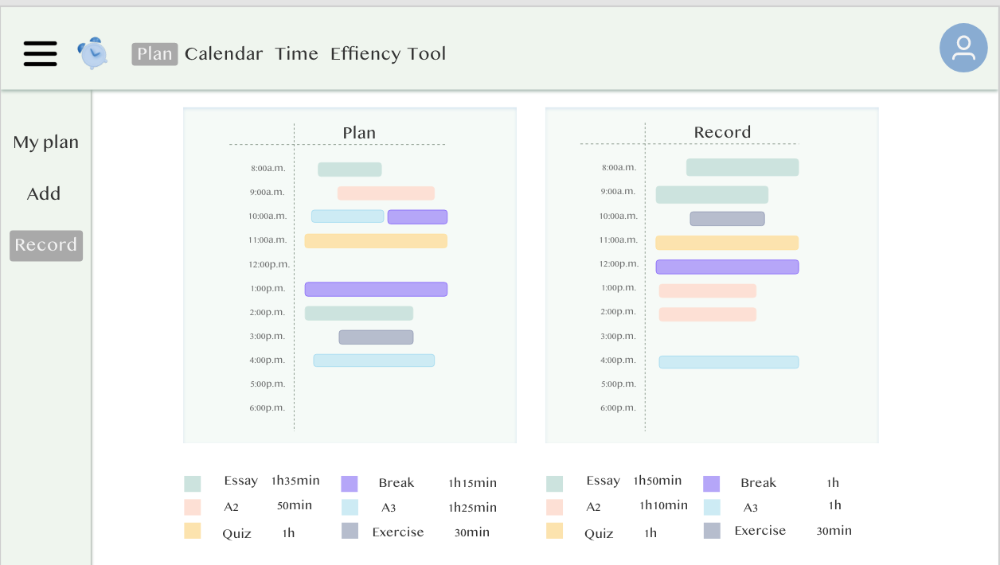 Plan Calendar Time Effiency Tool
My plan
Add
Record
Plan
8:00a.m.
9:00a.m.
10:00a.m.
11:00a.m.
12:00p.m.
1:00p.m.
2:00p.m.
3:00p.m.
4:00p.m.
5:00p.m.
6:00p.m.
Record
8:00a.m.
9:00a.m.
10:00a.m.
11:00a.m.
12:00p.m.
1:00p.m.
2:00p.m.
3:00p.m.
4:00p.m.
5:00p.m.
6:00p.m.
Essay 1h35min Break 1h15min
A2 50min A3 1h25min
Quiz 1h Exercise 30min
Essay 1h50min Break 1h
A2 1h10min A3 1h
Quiz 1h Exercise 30min